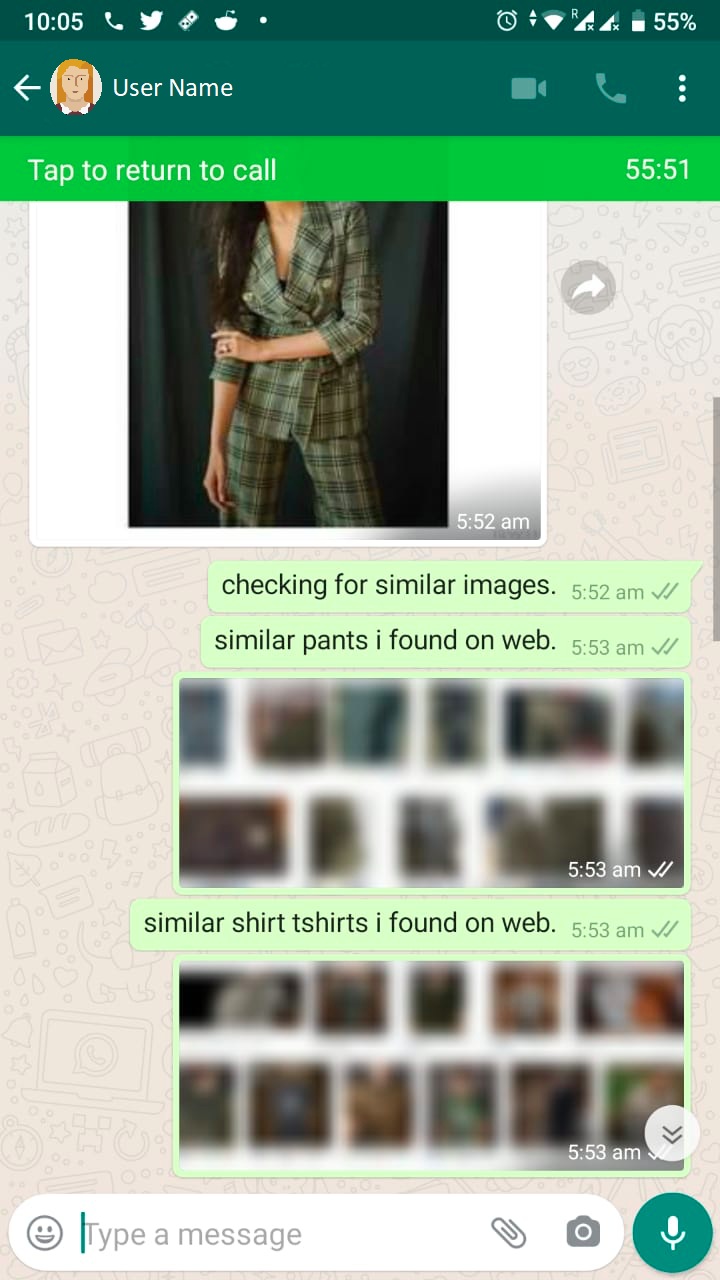 10:05
R
55%
User Name
Tap to return to call 55:51
5:52 am
checking for similar images. 5:52 am
similar pants i found on web. 5:53 am
5:53 am
similar shirt tshirts i found on web. 5:53 am
5:53 am
Type a message